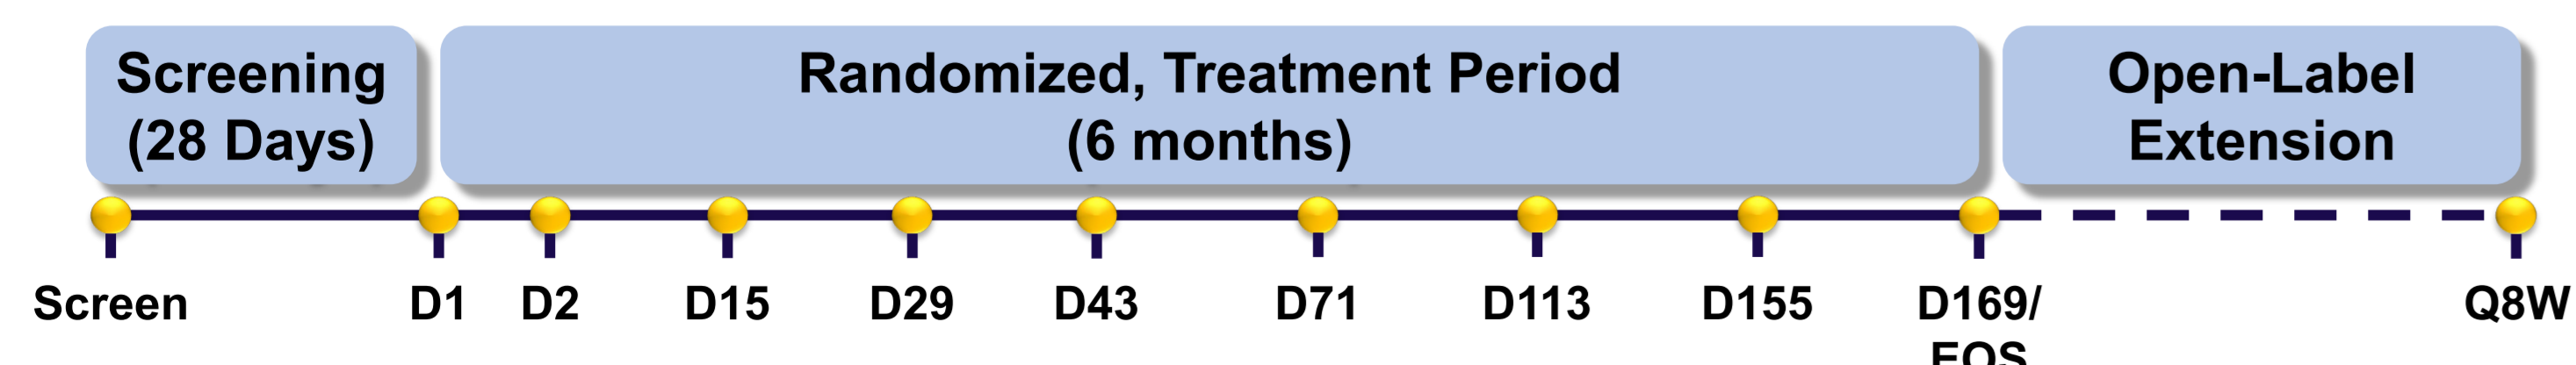 Screening
(28 Days)
Randomized, Treatment Period
(6 months)
Open-Label
Extension
Screen
D1
D2
D15
D29
D43
D71
D113
D155
D169/
EOS
Q8W